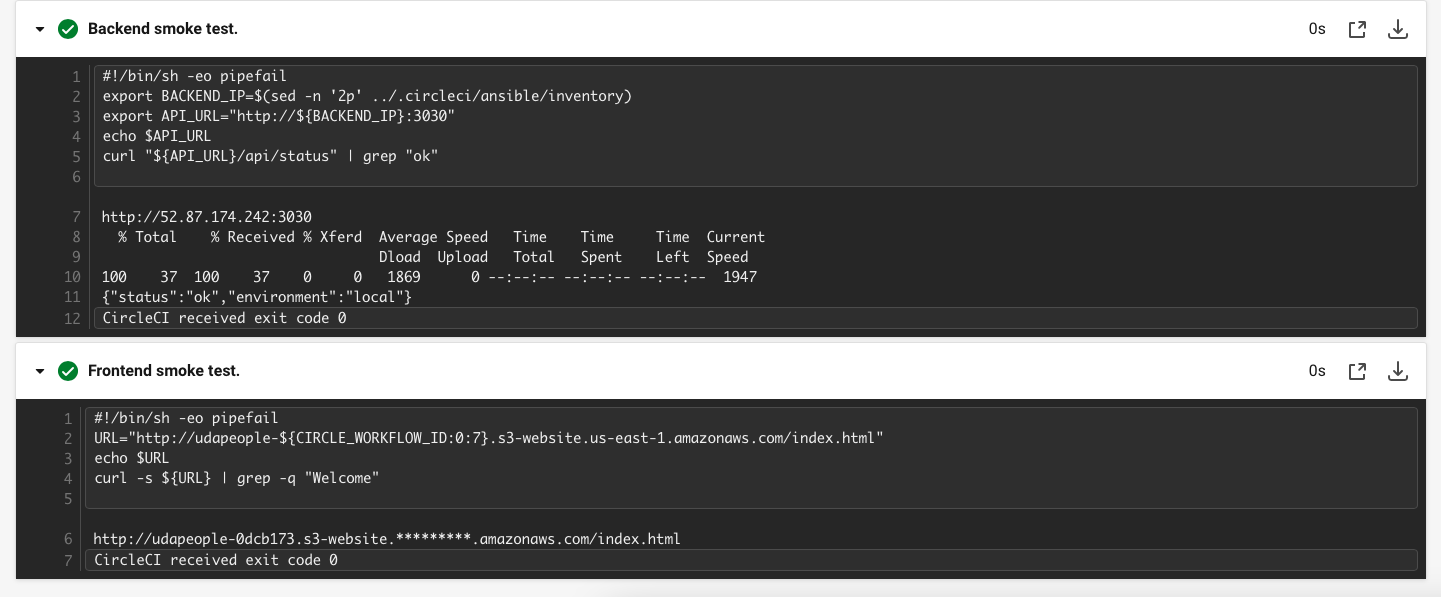 Backend smoke test.
0s
1 #!/bin/sh -eo pipefail
2 export BACKEND_IP=$(sed -n '2p' ../.circleci/ansible/inventory)
3 export API_URL="http://${BACKEND_IP}:3030"
4 echo $API_URL
5 curl "${API_URL}/api/status" | grep "ok"
6
7 http://52.87.174.242:3030
8   % Total    % Received % Xferd  Average Speed   Time    Time     Time  Current
9                                  Dload  Upload   Total   Spent    Left  Speed
10 100    37  100    37    0     0   1869      0 --:--:-- --:--:-- --:--:--  1947
11 {"status":"ok","environment":"local"}
12 CircleCI received exit code 0
Frontend smoke test.
0s
1 #!/bin/sh -eo pipefail
2 URL="http://udapeople-${CIRCLE_WORKFLOW_ID:0:7}.s3-website.us-east-1.amazonaws.com/index.html"
3 echo $URL
4 curl -s ${URL} | grep -q "Welcome"
5
6 http://udapeople-0dcb173.s3-website.*********.amazonaws.com/index.html
7 CircleCI received exit code 0